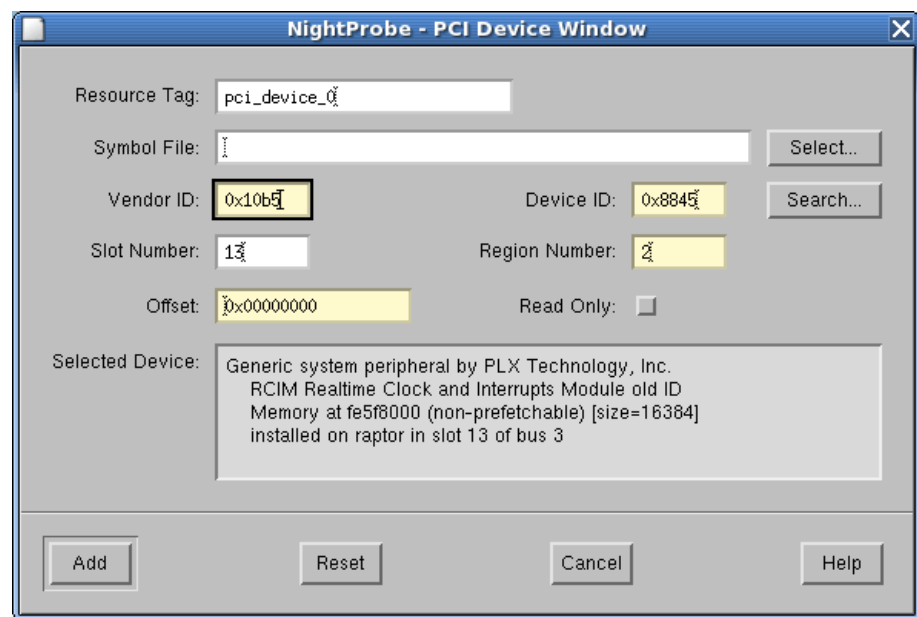 NightProbe - PCI Device Window
Resource Tag: pci_device_0
Symbol File: Select...
Vendor ID: 0x10b5 Device ID: 0x8845 Search...
Slot Number: 13 Region Number: 2
Offset: 0x00000000 Read Only:
Selected Device: Generic system peripheral by PLX Technology, Inc.
RCIM Realtime Clock and Interrupts Module old ID
Memory at fe5f8000 (non-prefetchable) [size=16384]
installed on raptor in slot 13 of bus 3
Add Reset Cancel Help